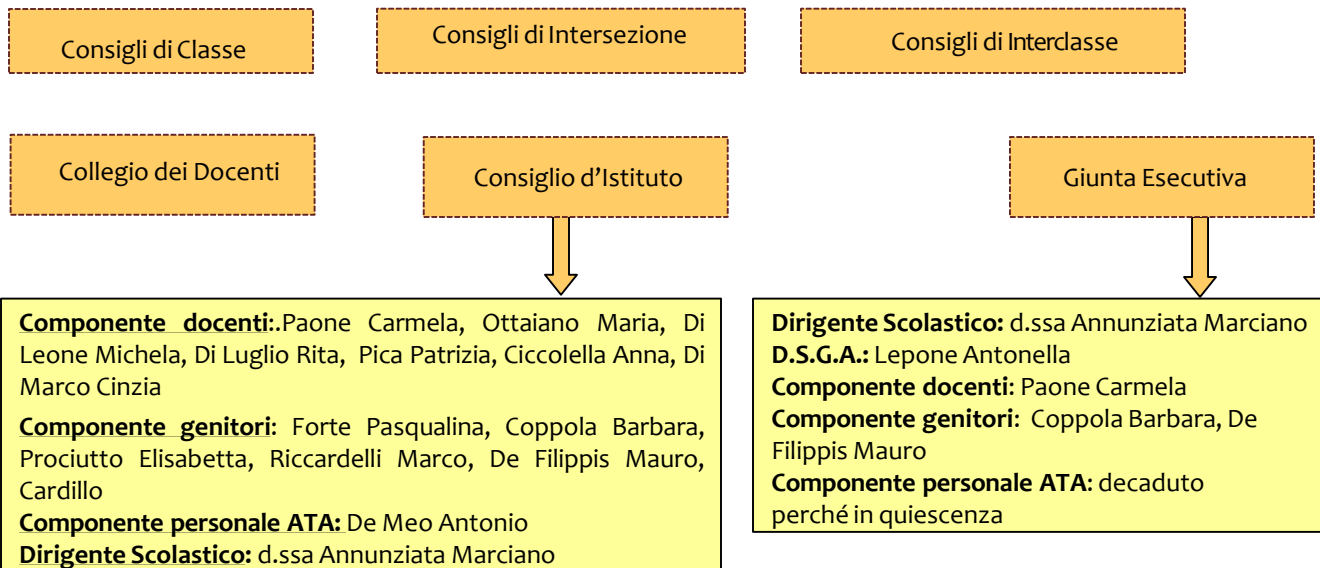 Consigli di Classe
Consigli di Intersezione
Consigli di Interclasse
Collegio dei Docenti
Consiglio d’Istituto
Giunta Esecutiva
Componente docenti:.Paone Carmela, Ottaiano Maria, Di
Leone Michela, Di Luglio Rita, Pica Patrizia, Ciccolella Anna, Di
Marco Cinzia
Componente genitori: Forte Pasqualina, Coppola Barbara,
Prociutto Elisabetta, Riccardelli Marco, De Filippis Mauro,
Cardillo
Componente personale ATA: De Meo Antonio
Dirigente Scolastico: d.ssa Annunziata Marciano
Dirigente Scolastico: d.ssa Annunziata Marciano
D.S.G.A.: Lepone Antonella
Componente docenti: Paone Carmela
Componente genitori: Coppola Barbara, De
Filippis Mauro
Componente personale ATA: decaduto
perché in quiescenza